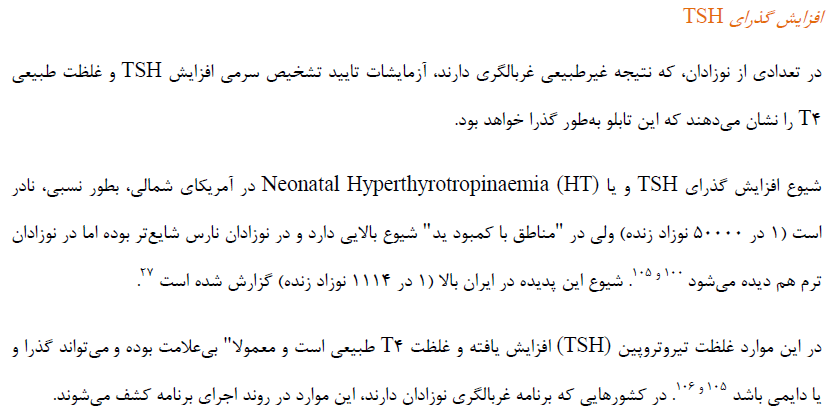 افزایش گذرای TSH
در تعدادی از نوزادان، که نتیجه غیرطبیعی غربالگری دارند، آزمایشات تایید تشخیص سرمی افزایش TSH و غلظت طبیعی
T۴ را نشان می‌دهند که این تابلو به‌طور گذرا خواهد بود.
شیوع افزایش گذرای TSH و یا Neonatal Hyperthyrotropinaemia (HT) در آمریکای شمالی، بطور نسبی، نادر
است (۱ در ۵۰۰۰۰ نوزاد زنده) ولی در "مناطق با کمبود ید" شیوع بالایی دارد و در نوزادان نارس شایع‌تر بوده اما در نوزادان
ترم هم دیده می‌شود ۱۰۰ و ۱۰۵. شیوع این پدیده در ایران بالا (۱ در ۱۱۱۴ نوزاد زنده) گزارش شده است ۲۷.
در این موارد غلظت تیروتروپین (TSH) افزایش یافته و غلظت T۴ طبیعی است و معمولا" بی‌علامت بوده و می‌تواند گذرا و
یا دایمی باشد ۱۰۵ و ۱۰۶. در کشورهایی که برنامه غربالگری نوزادان دارند، این موارد در روند اجرای برنامه کشف می‌شوند.